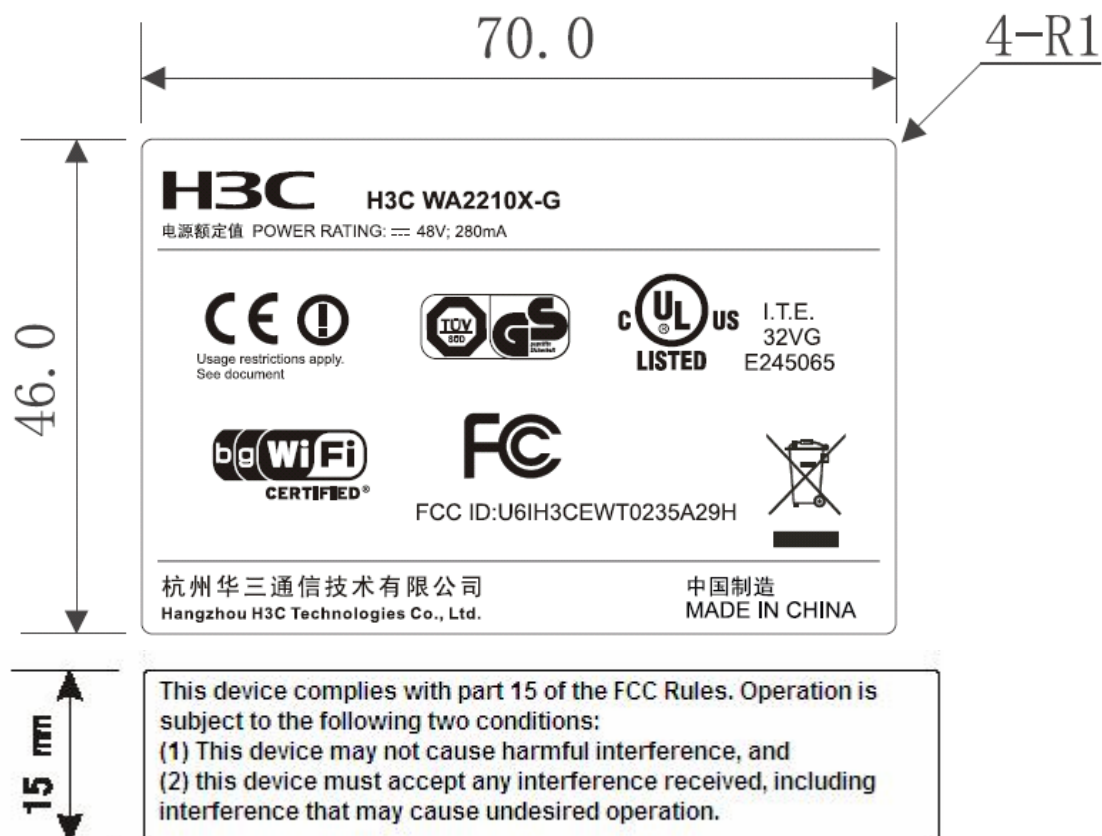 70.0
4-R1
46.0
H3C
H3C WA2210X-G
电源额定值 POWER RATING: ⎓ 48V; 280mA
CE
Usage restrictions apply.
See document
TÜV
SÜD
GS
geprüfte
Sicherheit
C UL US
®
LISTED
I.T.E.
32VG
E245065
bg WiFi
CERTIFIED®
FC
FCC ID:U6IH3CEWT0235A29H
杭州华三通信技术有限公司
Hangzhou H3C Technologies Co., Ltd.
中国制造
MADE IN CHINA
15 mm
This device complies with part 15 of the FCC Rules. Operation is
subject to the following two conditions:
(1) This device may not cause harmful interference, and
(2) this device must accept any interference received, including
interference that may cause undesired operation.